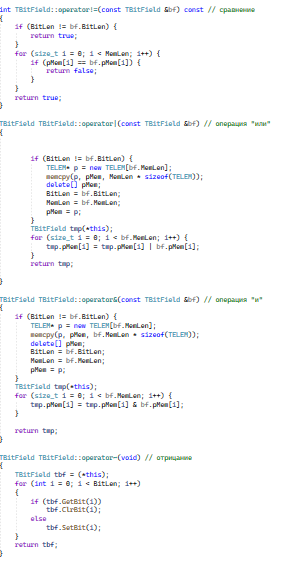 int TBitField::operator!=(const TBitField &bf) const // сравнение
{
if (BitLen != bf.BitLen) {
return true;
}
for (size_t i = 0; i < MemLen; i++) {
if (pMem[i] == bf.pMem[i]) {
return false;
}
}
return true;
}
TBitField TBitField::operator|(const TBitField &bf) // операция "или"
{
if (BitLen != bf.BitLen) {
TELEM* p = new TELEM[bf.MemLen];
memcpy(p, pMem, MemLen * sizeof(TELEM));
delete[] pMem;
BitLen = bf.BitLen;
MemLen = bf.MemLen;
pMem = p;
}
TBitField tmp(*this);
for (size_t i = 0; i < bf.MemLen; i++) {
tmp.pMem[i] = tmp.pMem[i] | bf.pMem[i];
}
return tmp;
}
TBitField TBitField::operator&(const TBitField &bf) // операция "и"
{
if (BitLen != bf.BitLen) {
TELEM* p = new TELEM[bf.MemLen];
memcpy(p, pMem, bf.MemLen * sizeof(TELEM));
delete[] pMem;
BitLen = bf.BitLen;
MemLen = bf.MemLen;
pMem = p;
}
TBitField tmp(*this);
for (size_t i = 0; i < bf.MemLen; i++) {
tmp.pMem[i] = tmp.pMem[i] & bf.pMem[i];
}
return tmp;
}
TBitField TBitField::operator~(void) // отрицание
{
TBitField tbf = (*this);
for (int i = 0; i < BitLen; i++)
{
if (tbf.GetBit(i))
tbf.ClrBit(i);
else
tbf.SetBit(i);
}
return tbf;
}